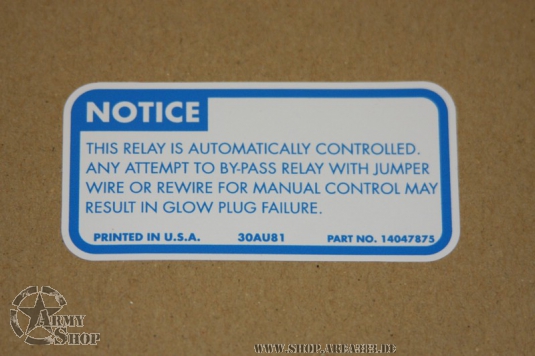 NOTICE
THIS RELAY IS AUTOMATICALLY CONTROLLED.
ANY ATTEMPT TO BY-PASS RELAY WITH JUMPER
WIRE OR REWIRE FOR MANUAL CONTROL MAY
RESULT IN GLOW PLUG FAILURE.
PRINTED IN U.S.A. 30AU81 PART NO. 14047875
ARMY
SHOP